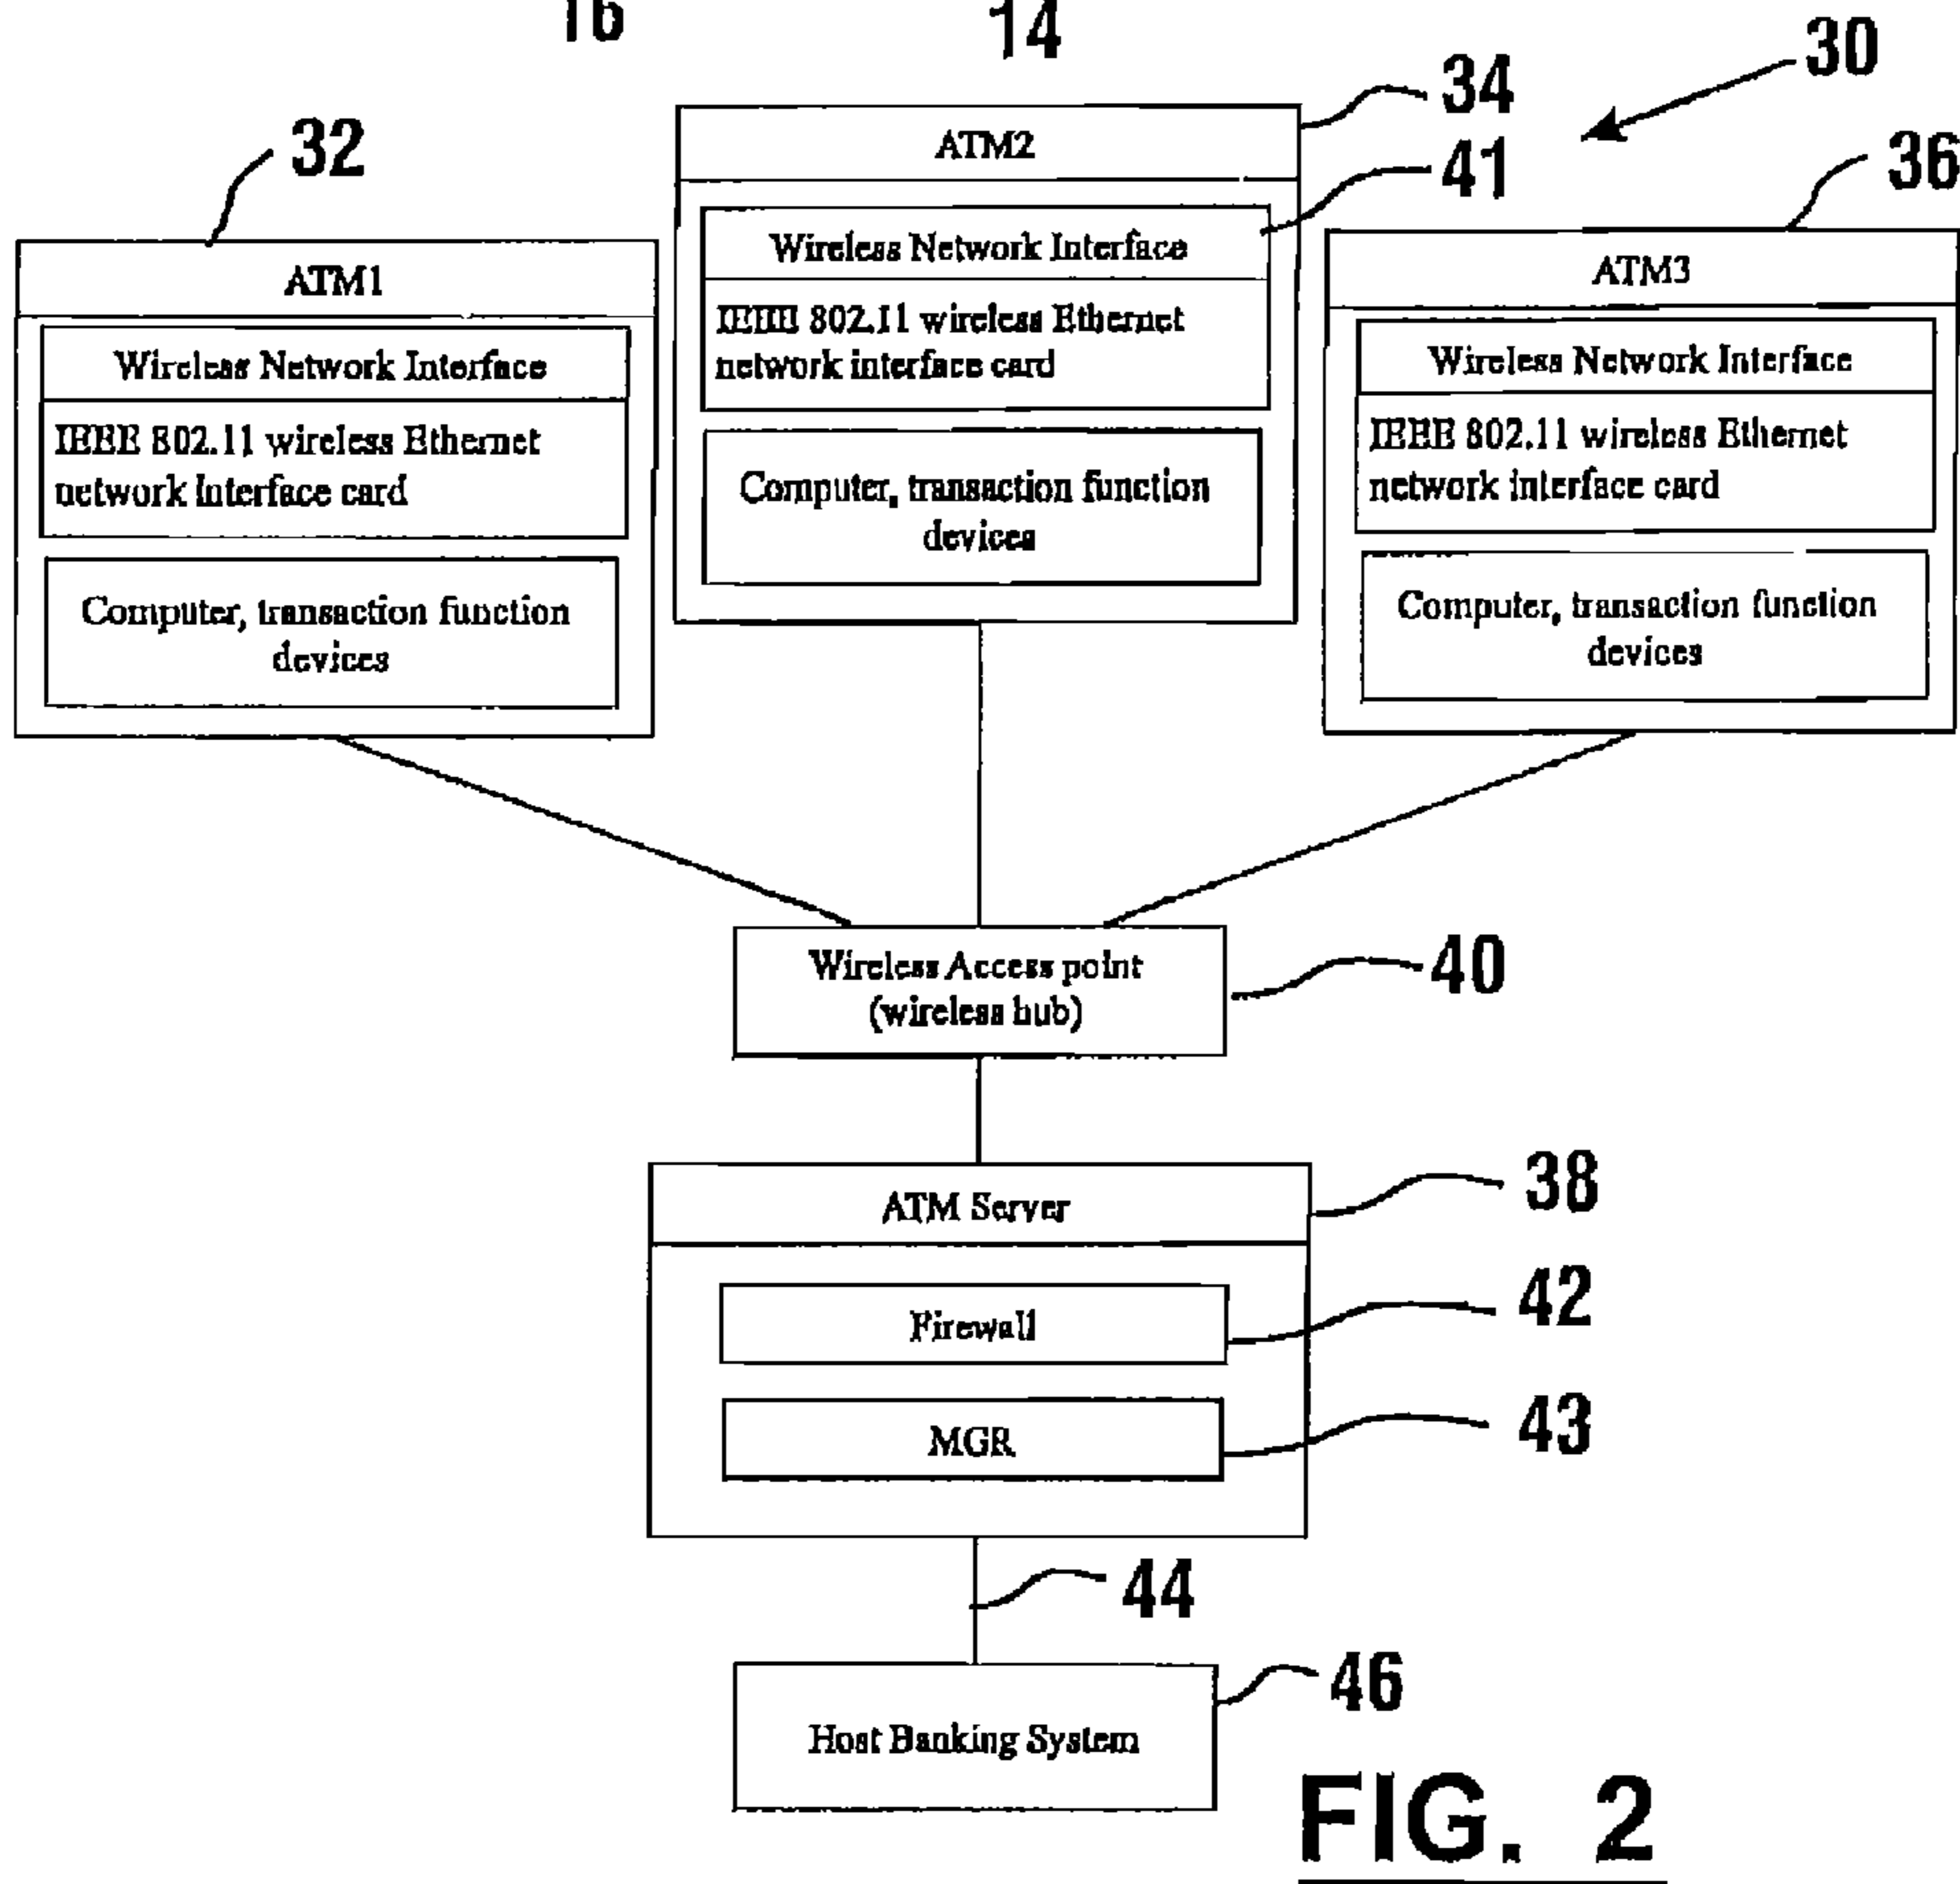 14
34
30
32
ATM2
41
36
Wireless Network Interface
ATM1
ATM3
IEEE 802.11 wireless Ethernet
network interface card
Wireless Network Interface
Wireless Network Interface
IEEE 802.11 wireless Ethernet
network Interface card
IEEE 802.11 wireless Ethernet
network interface card
Computer, transaction function
devices
Computer, transaction function
devices
Computer, transaction function
devices
Wireless Access point
(wireless hub)
40
ATM Server
38
Firewall
42
MGR
43
44
Host Banking System
46
FIG. 2